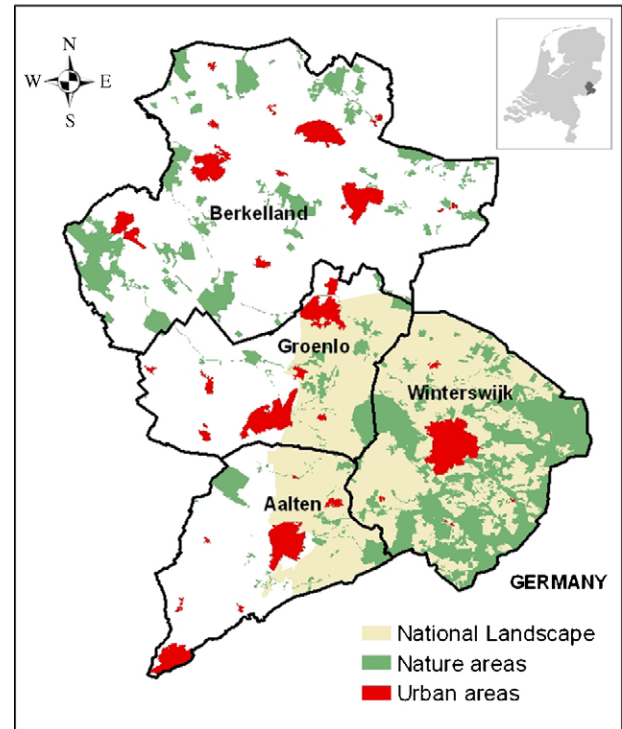 N
W E
S
Berkelland
Groenlo
Winterswijk
Aalten
GERMANY
National Landscape
Nature areas
Urban areas